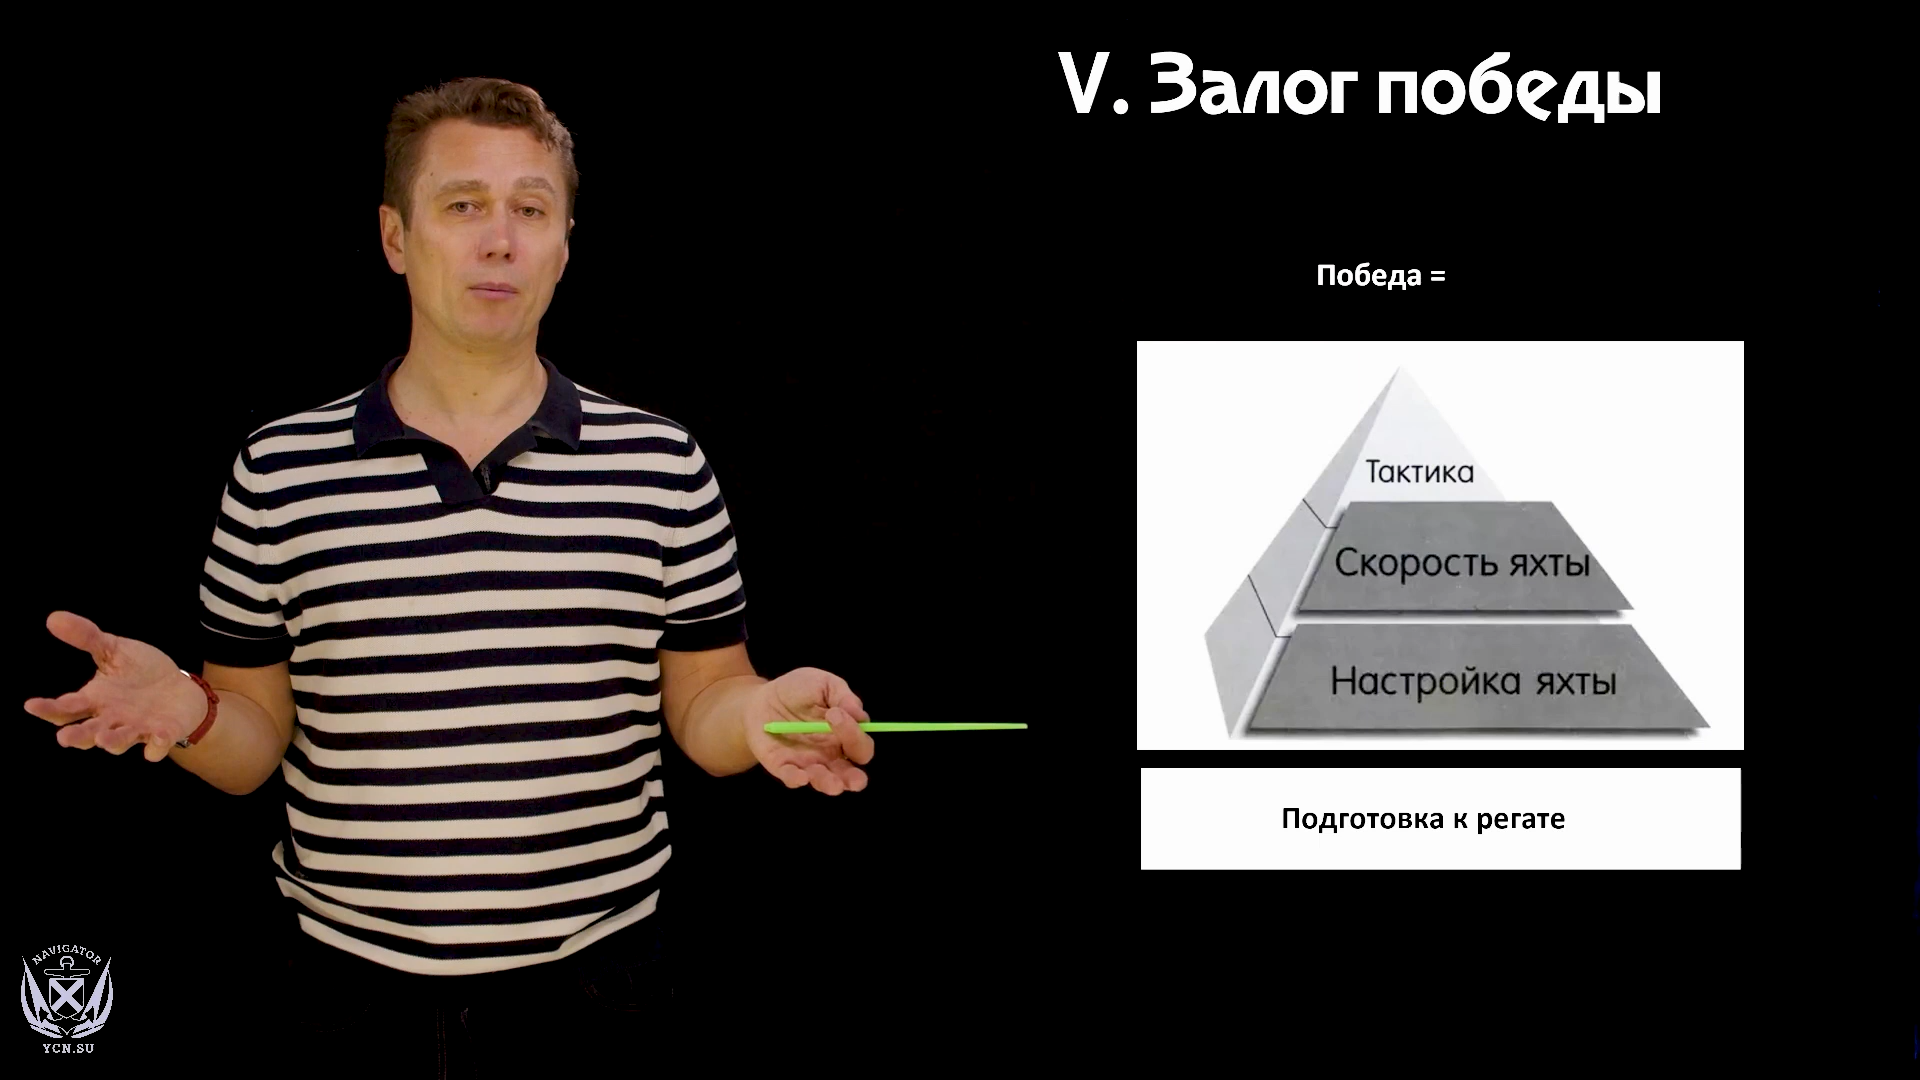 V. Залог победы
Победа =
Тактика
Скорость яхты
Настройка яхты
Подготовка к регате
NAVIGATOR
YCN.SU